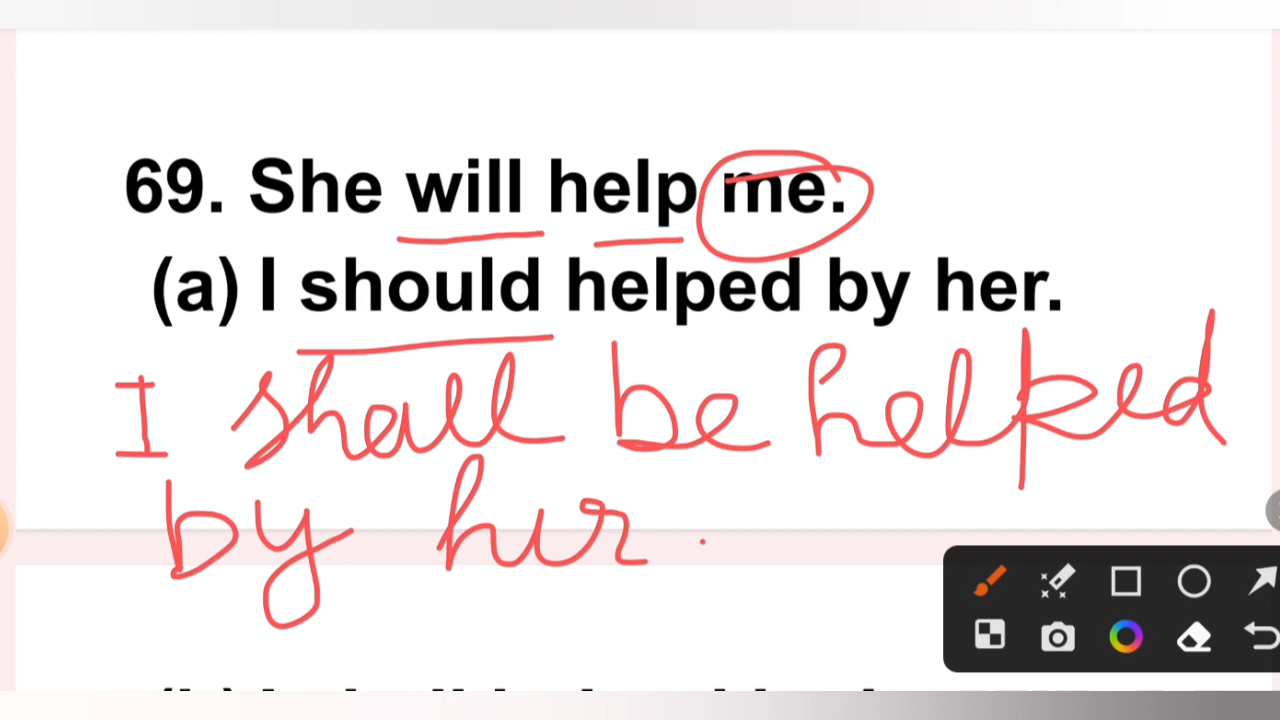 69. She will help me.
(a) I should helped by her.
I shall be helped
by her.